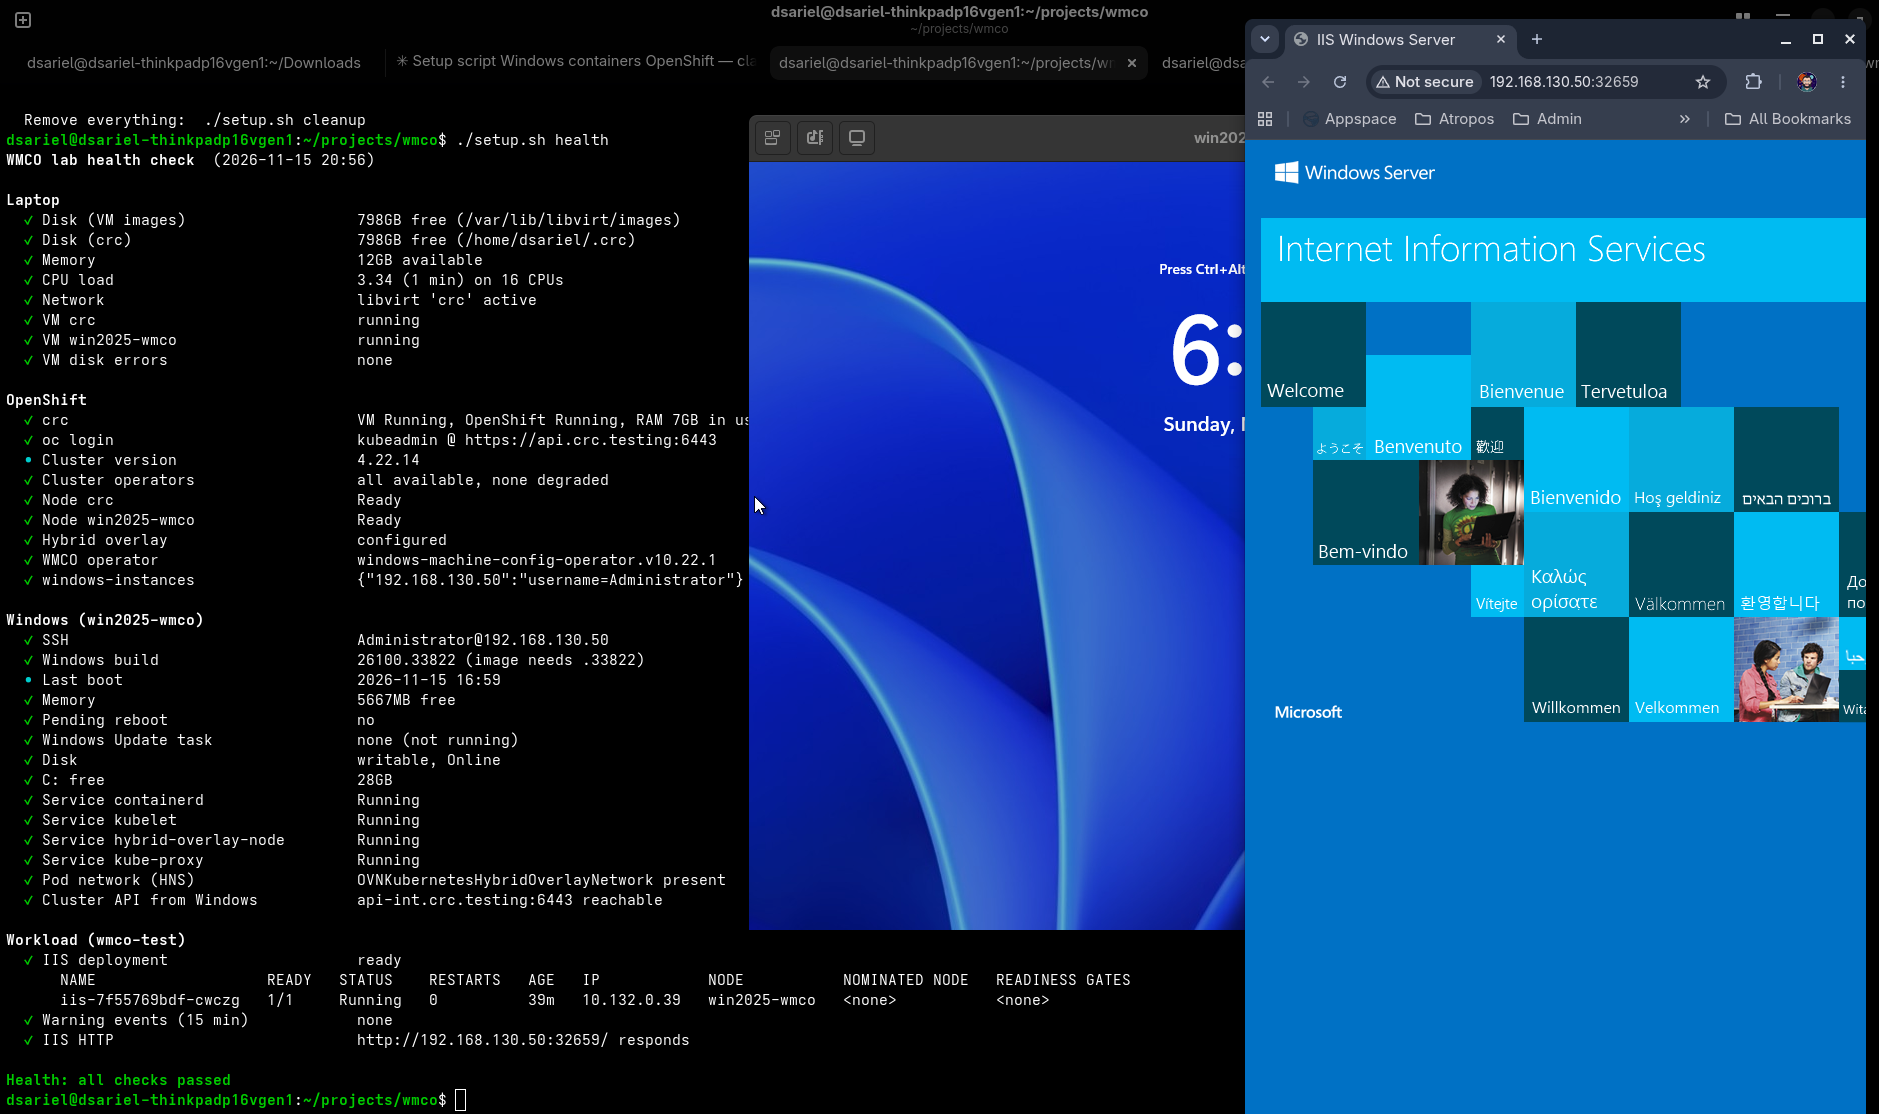 dsariel@dsariel-thinkpadp16vgen1:~/projects/wmco
~/projects/wmco
dsariel@dsariel-thinkpadp16vgen1:~/Downloads
✳ Setup script Windows containers OpenShift — cla
dsariel@dsariel-thinkpadp16vgen1:~/projects/wm
dsariel@dsa
Remove everything:  ./setup.sh cleanup
dsariel@dsariel-thinkpadp16vgen1:~/projects/wmco$ ./setup.sh health
WMCO lab health check  (2026-11-15 20:56)
Laptop
✓ Disk (VM images) 798GB free (/var/lib/libvirt/images)
✓ Disk (crc) 798GB free (/home/dsariel/.crc)
✓ Memory 12GB available
✓ CPU load 3.34 (1 min) on 16 CPUs
✓ Network libvirt 'crc' active
✓ VM crc running
✓ VM win2025-wmco running
✓ VM disk errors none
OpenShift
✓ crc VM Running, OpenShift Running, RAM 7GB in us
✓ oc login kubeadmin @ https://api.crc.testing:6443
• Cluster version 4.22.14
✓ Cluster operators all available, none degraded
✓ Node crc Ready
✓ Node win2025-wmco Ready
✓ Hybrid overlay configured
✓ WMCO operator windows-machine-config-operator.v10.22.1
✓ windows-instances {"192.168.130.50":"username=Administrator"}
Windows (win2025-wmco)
✓ SSH Administrator@192.168.130.50
✓ Windows build 26100.33822 (image needs .33822)
• Last boot 2026-11-15 16:59
✓ Memory 5667MB free
✓ Pending reboot no
✓ Windows Update task none (not running)
✓ Disk writable, Online
✓ C: free 28GB
✓ Service containerd Running
✓ Service kubelet Running
✓ Service hybrid-overlay-node Running
✓ Service kube-proxy Running
✓ Pod network (HNS) OVNKubernetesHybridOverlayNetwork present
✓ Cluster API from Windows api-int.crc.testing:6443 reachable
Workload (wmco-test)
✓ IIS deployment ready
NAME READY STATUS RESTARTS AGE IP NODE NOMINATED NODE READINESS GATES
iis-7f55769bdf-cwczg 1/1 Running 0 39m 10.132.0.39 win2025-wmco <none> <none>
✓ Warning events (15 min) none
✓ IIS HTTP http://192.168.130.50:32659/ responds
Health: all checks passed
dsariel@dsariel-thinkpadp16vgen1:~/projects/wmco$
win202
Press Ctrl+Alt
6:
Sunday,
IIS Windows Server
Not secure 192.168.130.50:32659
Appspace Atropos Admin » All Bookmarks
Windows Server
Internet Information Services
Welcome
Bienvenue
Tervetuloa
ようこそ
Benvenuto
歡迎
Bienvenido
Hoş geldiniz
ברוכים הבאים
Bem-vindo
Vítejte
Καλώς
ορίσατε
Välkommen
환영합니다
До
по
Willkommen
Velkommen
Wita
Microsoft